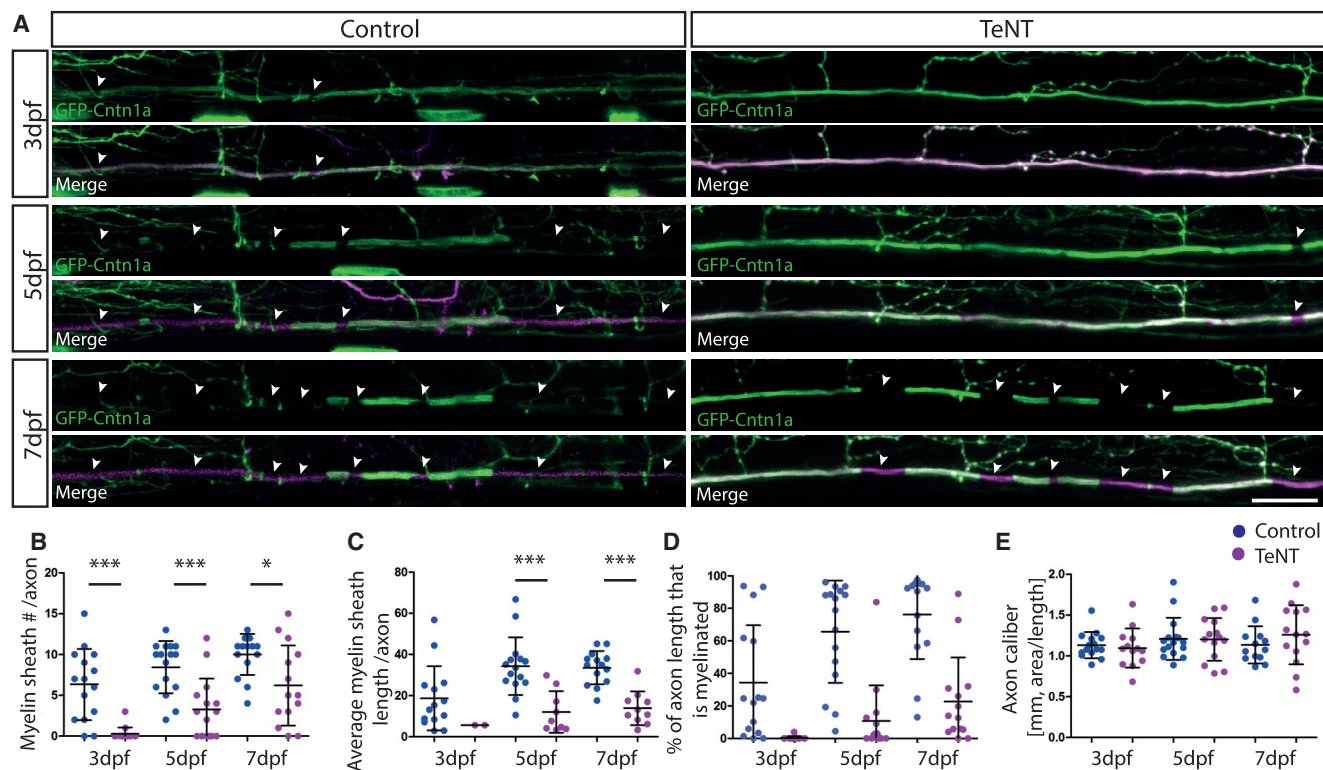 A
Control
TeNT
3dpf
GFP-Cntn1a
GFP-Cntn1a
Merge
Merge
5dpf
GFP-Cntn1a
GFP-Cntn1a
Merge
Merge
7dpf
GFP-Cntn1a
GFP-Cntn1a
Merge
Merge
Control
TeNT
B
Myelin sheath # /axon
20
15
10
5
0
***
***
*
3dpf 5dpf 7dpf
C
Average myelin sheath
length /axon
80
60
40
20
0
***
***
3dpf 5dpf 7dpf
D
% of axon length that
is myelinated
100
80
60
40
20
0
3dpf 5dpf 7dpf
E
Axon caliber
[mm, area/length]
2.0
1.5
1.0
0.5
0.0
3dpf 5dpf 7dpf